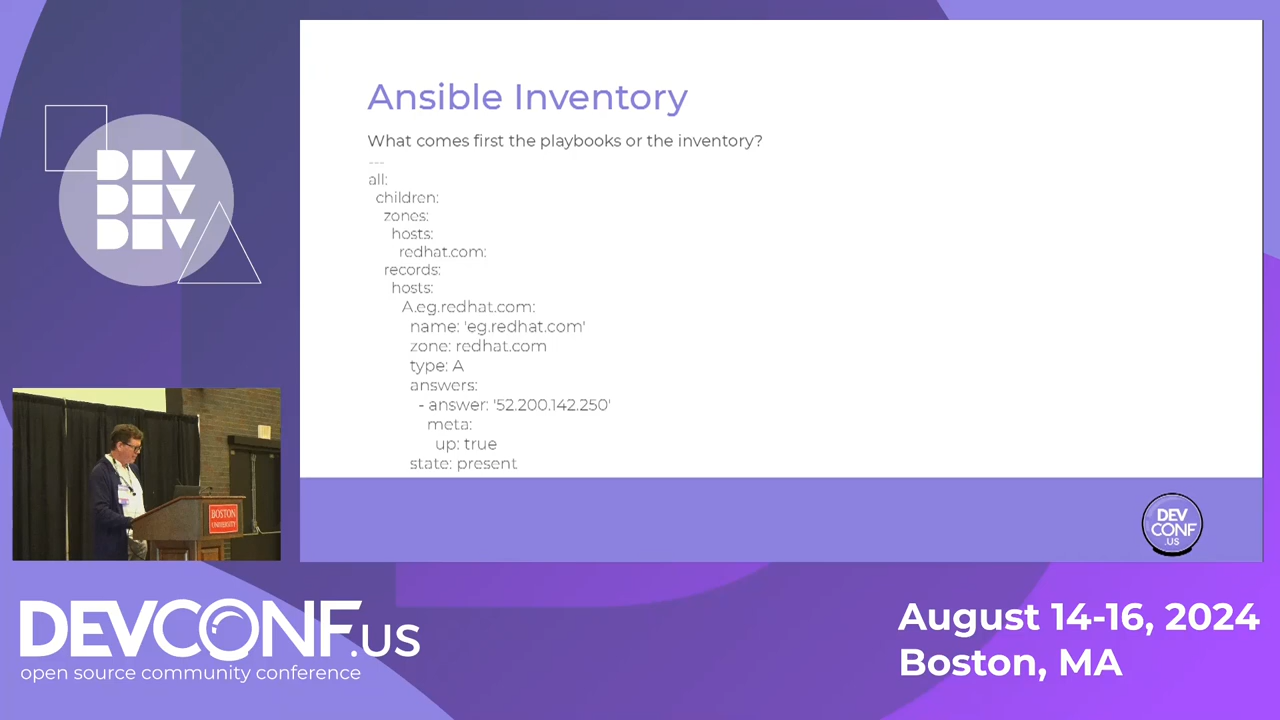 Ansible Inventory
What comes first the playbooks or the inventory?
---
all:
  children:
    zones:
      hosts:
        redhat.com:
    records:
      hosts:
        A.eg.redhat.com:
          name: 'eg.redhat.com'
          zone: redhat.com
          type: A
          answers:
            - answer: '52.200.142.250'
              meta:
                up: true
          state: present
DEV
DEV
DEV
BOSTON
UNIVERSITY
DEV
CONF
.US
DEVCONF.US
open source community conference
August 14-16, 2024
Boston, MA